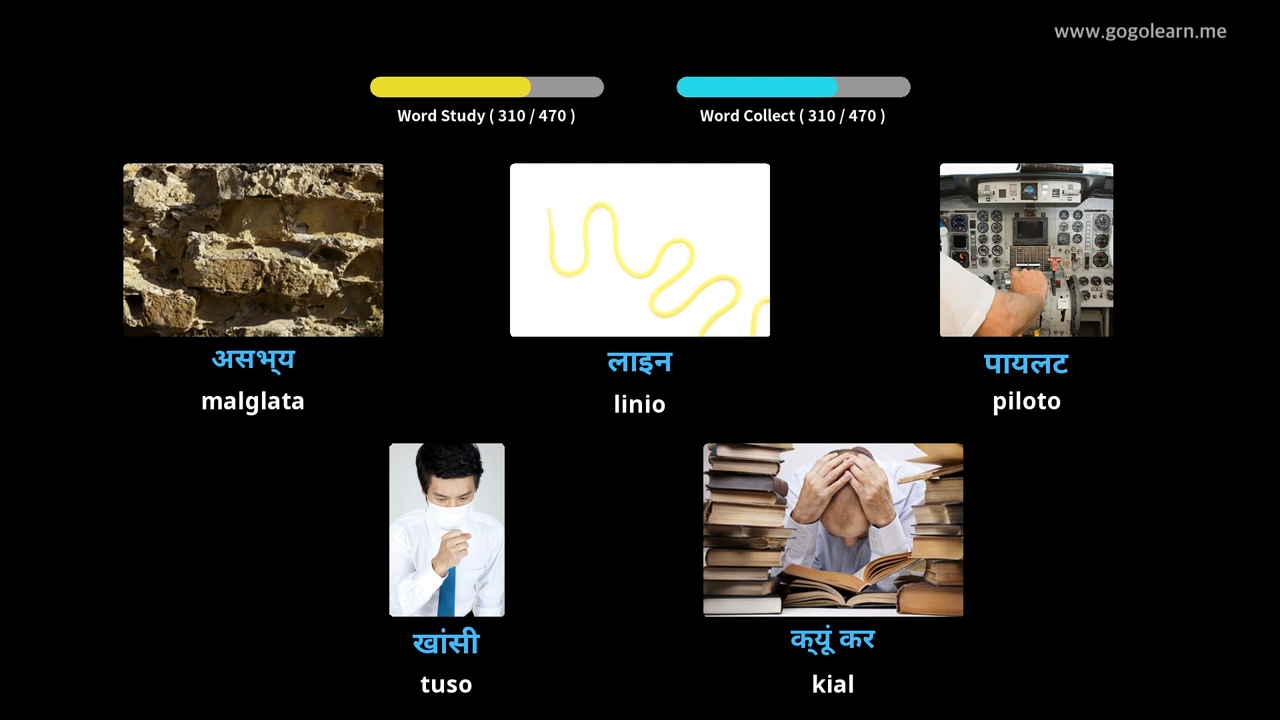 www.gogolearn.me
Word Study ( 310 / 470 )
Word Collect ( 310 / 470 )
असभ्य
malglata
लाइन
linio
पायलट
piloto
खांसी
tuso
क्यूं कर
kial